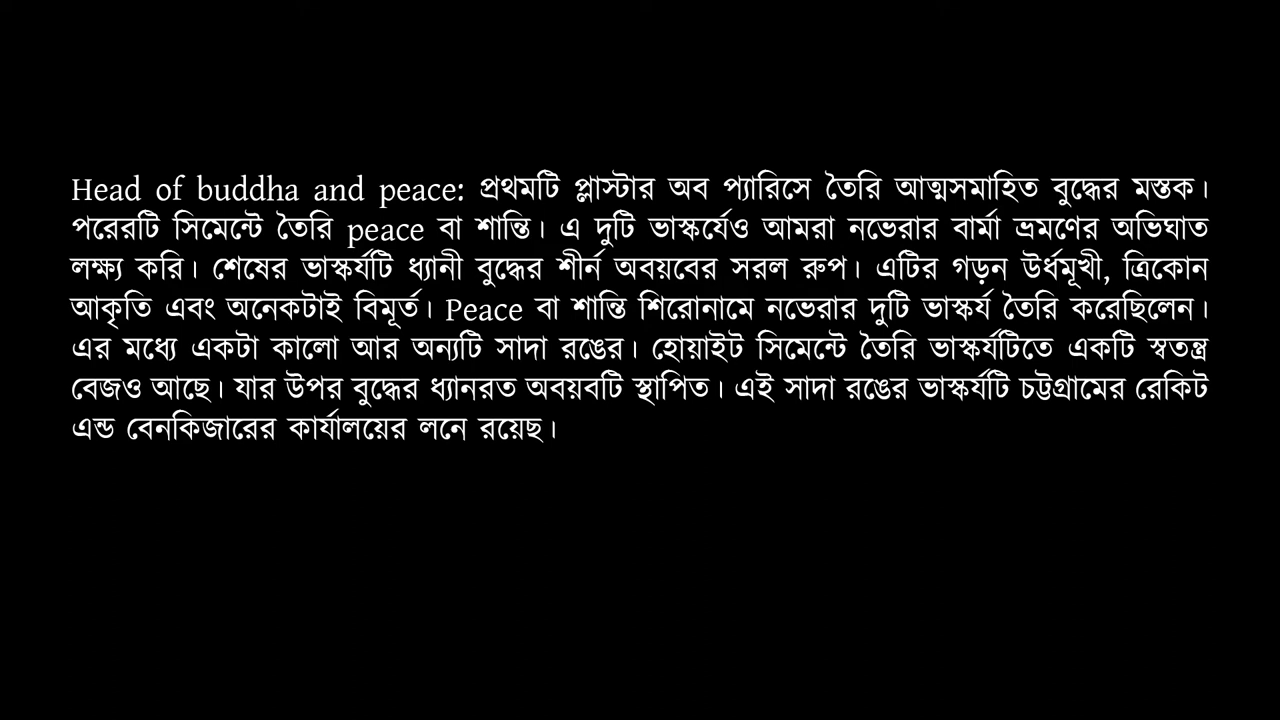 Head of buddha and peace: প্রথমটি প্লাস্টার অব প্যারিসে তৈরি আত্মসমাহিত বুদ্ধের মস্তক।
পরেরটি সিমেন্টে তৈরি peace বা শান্তি। এ দুটি ভাস্কর্যেও আমরা নভেরার বার্মা ভ্রমণের অভিঘাত
লক্ষ্য করি। শেষের ভাস্কর্যটি ধ্যানী বুদ্ধের শীর্ন অবয়বের সরল রুপ। এটির গড়ন উর্ধমূখী, ত্রিকোন
আকৃতি এবং অনেকটাই বিমূর্ত। Peace বা শান্তি শিরোনামে নভেরার দুটি ভাস্কর্য তৈরি করেছিলেন।
এর মধ্যে একটা কালো আর অন্যটি সাদা রঙের। হোয়াইট সিমেন্টে তৈরি ভাস্কর্যটিতে একটি স্বতন্ত্র
বেজও আছে। যার উপর বুদ্ধের ধ্যানরত অবয়বটি স্থাপিত। এই সাদা রঙের ভাস্কর্যটি চট্টগ্রামের রেকিট
এন্ড বেনকিজারের কার্যালয়ের লনে রয়েছ।